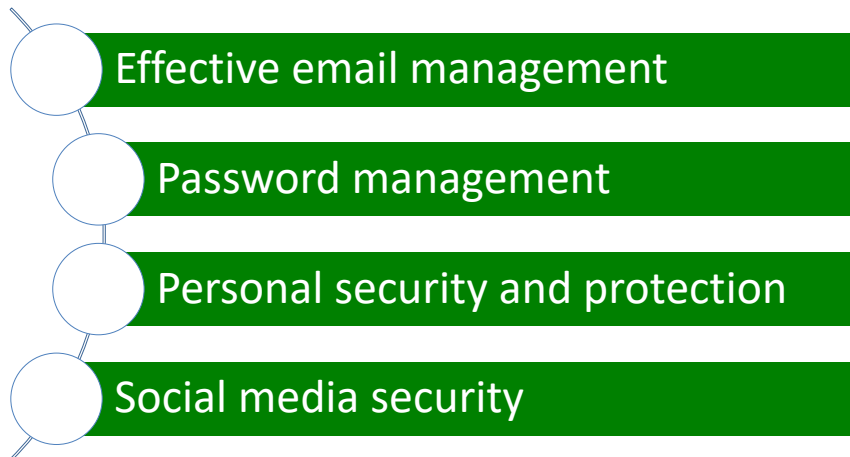 Effective email management
Password management
Personal security and protection
Social media security